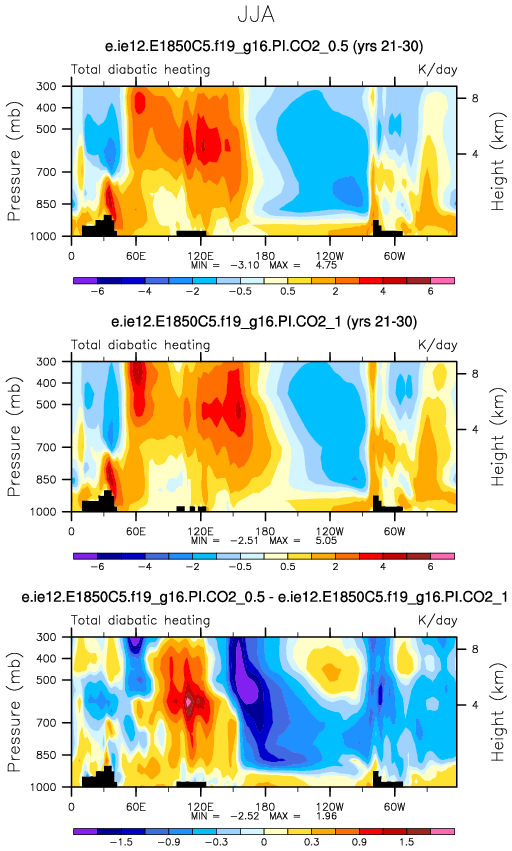 JJA
e.ie12.E1850C5.f19_g16.PI.CO2_0.5 (yrs 21-30)
Total diabatic heating K/day
300
500
700
850
1000
Pressure (mb)
8
4
Height (km)
0 60E 120E 180 120W 60W
MIN = -3.10 MAX = 4.75
-6 -4 -2 -0.5 0.5 2 4 6
e.ie12.E1850C5.f19_g16.PI.CO2_1 (yrs 21-30)
Total diabatic heating K/day
300
500
700
850
1000
Pressure (mb)
8
4
Height (km)
0 60E 120E 180 120W 60W
MIN = -2.51 MAX = 5.05
-6 -4 -2 -0.5 0.5 2 4 6
e.ie12.E1850C5.f19_g16.PI.CO2_0.5 - e.ie12.E1850C5.f19_g16.PI.CO2_1
Total diabatic heating K/day
300
500
700
850
1000
Pressure (mb)
8
4
Height (km)
0 60E 120E 180 120W 60W
MIN = -2.52 MAX = 1.96
-1.5 -0.9 -0.3 0 0.3 0.9 1.5